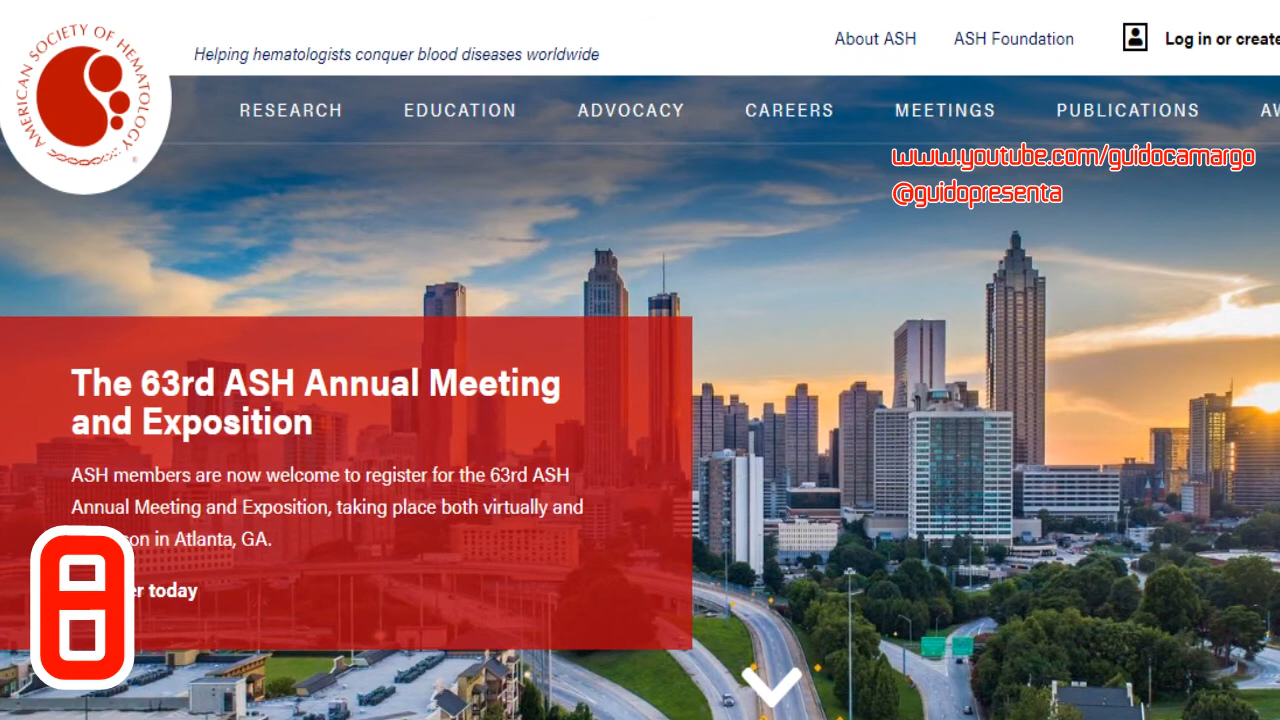 AMERICAN SOCIETY OF HEMATOLOGY
®
Helping hematologists conquer blood diseases worldwide
About ASH
ASH Foundation
Log in or create
RESEARCH
EDUCATION
ADVOCACY
CAREERS
MEETINGS
PUBLICATIONS
www.youtube.com/guidocamargo
@guidopresenta
The 63rd ASH Annual Meeting
and Exposition
ASH members are now welcome to register for the 63rd ASH
Annual Meeting and Exposition, taking place both virtually and
in Atlanta, GA.
today
8